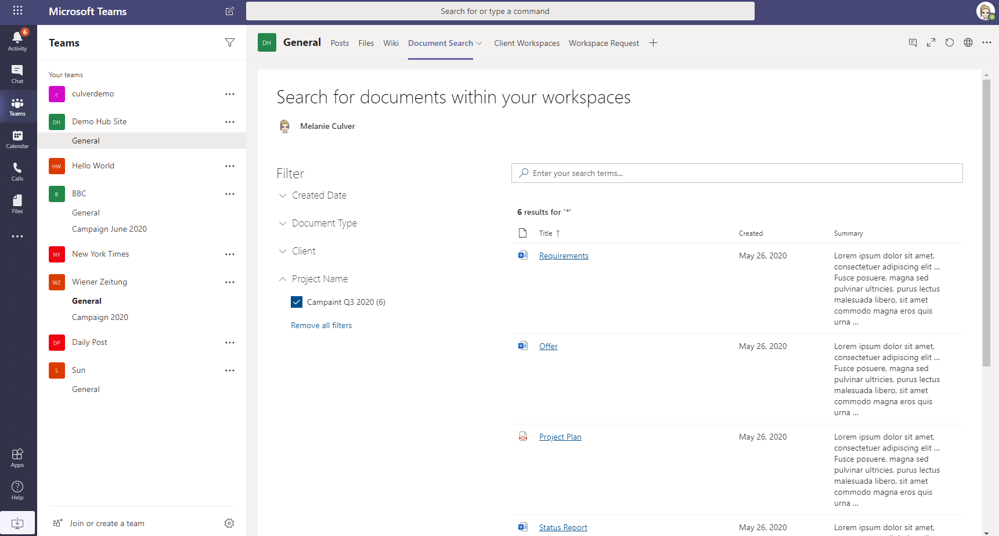 Microsoft Teams
Search for or type a command
6
Activity
Chat
Teams
Calendar
Calls
Files
Apps
Help
Teams
Your teams
c culverdemo
DH Demo Hub Site
General
HW Hello World
B BBC
General
Campaign June 2020
NY New York Times
WZ Wiener Zeitung
General
Campaign 2020
DP Daily Post
S Sun
General
Join or create a team
DH General Posts Files Wiki Document Search Client Workspaces Workspace Request
Search for documents within your workspaces
Melanie Culver
Filter
Created Date
Document Type
Client
Project Name
Campaint Q3 2020 (6)
Remove all filters
Enter your search terms...
6 results for '*'
Title ↑ Created Summary
Requirements May 26, 2020 Lorem ipsum dolor sit amet,
consectetuer adipiscing elit ...
Fusce posuere, magna sed
pulvinar ultricies, purus lectus
malesuada libero, sit amet
commodo magna eros quis
urna ...
Offer May 26, 2020 Lorem ipsum dolor sit amet,
consectetuer adipiscing elit ...
Fusce posuere, magna sed
pulvinar ultricies, purus lectus
malesuada libero, sit amet
commodo magna eros quis
urna ...
Project Plan May 26, 2020 Lorem ipsum dolor sit amet,
consectetuer adipiscing elit ...
Fusce posuere, magna sed
pulvinar ultricies, purus lectus
malesuada libero, sit amet
commodo magna eros quis
urna ...
Status Report May 26, 2020 Lorem ipsum dolor sit amet,